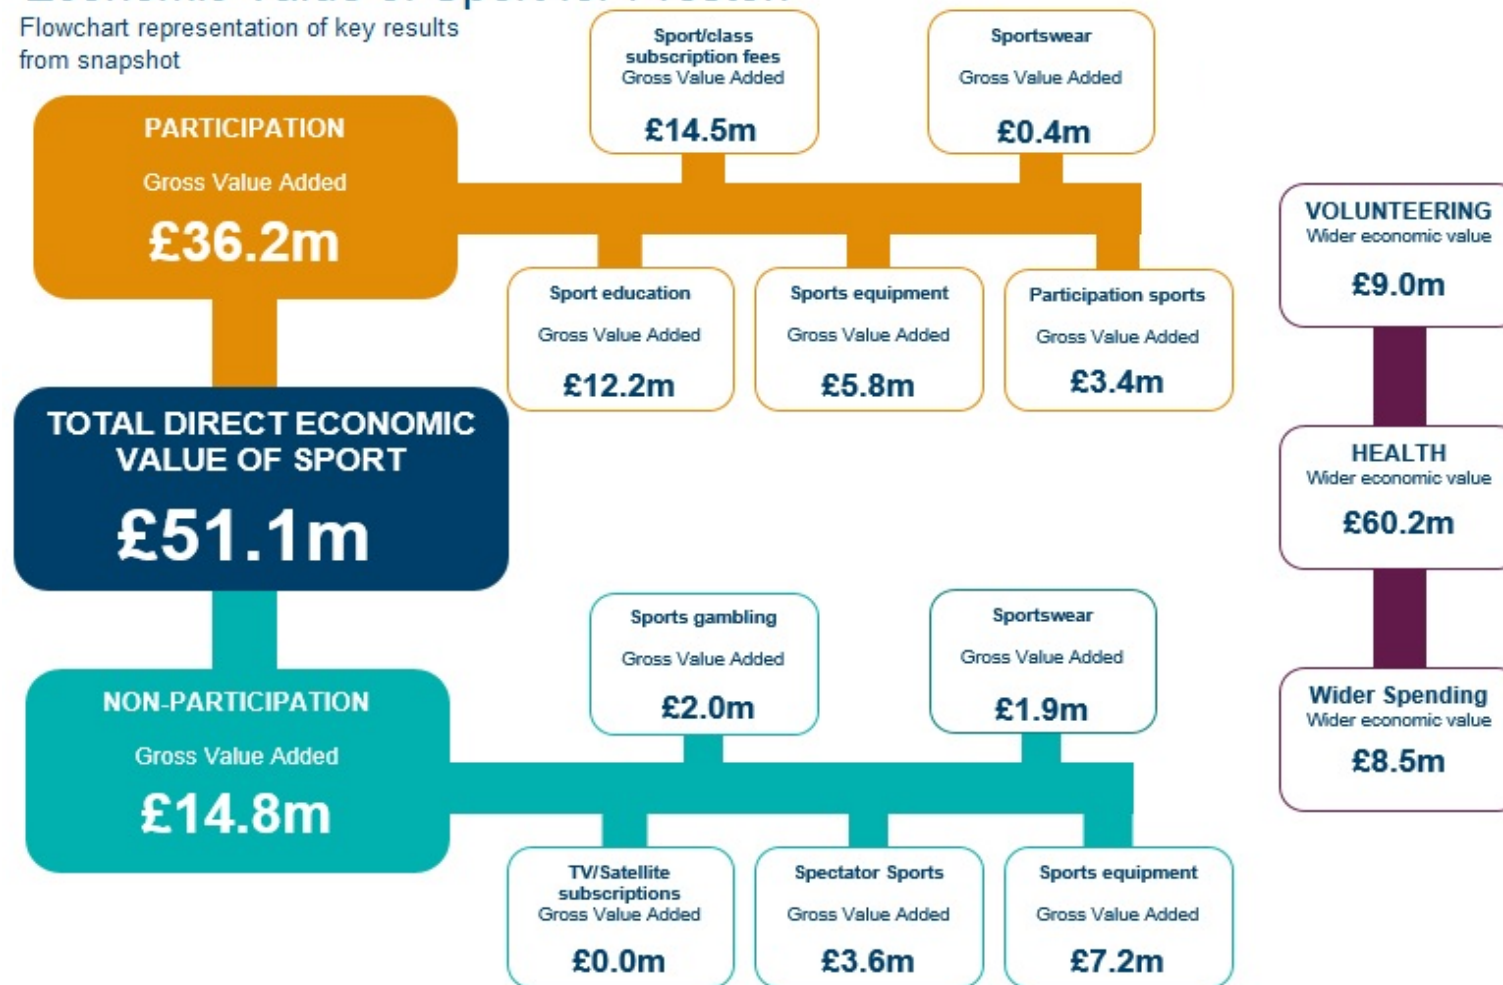 Flowchart representation of key results
from snapshot
PARTICIPATION
Gross Value Added
£36.2m
Sport/class
subscription fees
Gross Value Added
£14.5m
Sportswear
Gross Value Added
£0.4m
Sport education
Gross Value Added
£12.2m
Sports equipment
Gross Value Added
£5.8m
Participation sports
Gross Value Added
£3.4m
TOTAL DIRECT ECONOMIC
VALUE OF SPORT
£51.1m
NON-PARTICIPATION
Gross Value Added
£14.8m
Sports gambling
Gross Value Added
£2.0m
Sportswear
Gross Value Added
£1.9m
TV/Satellite
subscriptions
Gross Value Added
£0.0m
Spectator Sports
Gross Value Added
£3.6m
Sports equipment
Gross Value Added
£7.2m
VOLUNTEERING
Wider economic value
£9.0m
HEALTH
Wider economic value
£60.2m
Wider Spending
Wider economic value
£8.5m